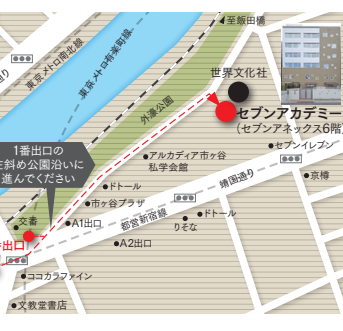 至飯田橋
東京メトロ南北線
東京メトロ有楽町線
通り
世界文化社
外濠公園
セブンアカデミー
(セブンアネックス6階)
1番出口の
左斜め公園沿いに
進んでください
アルカディア市ヶ谷
私学会館
セブンイレブン
京樽
靖国通り
ドトール
市ヶ谷プラザ
ドトール
りそな
都営新宿線
交番
A1出口
A2出口
出口
ココカラファイン
文教堂書店